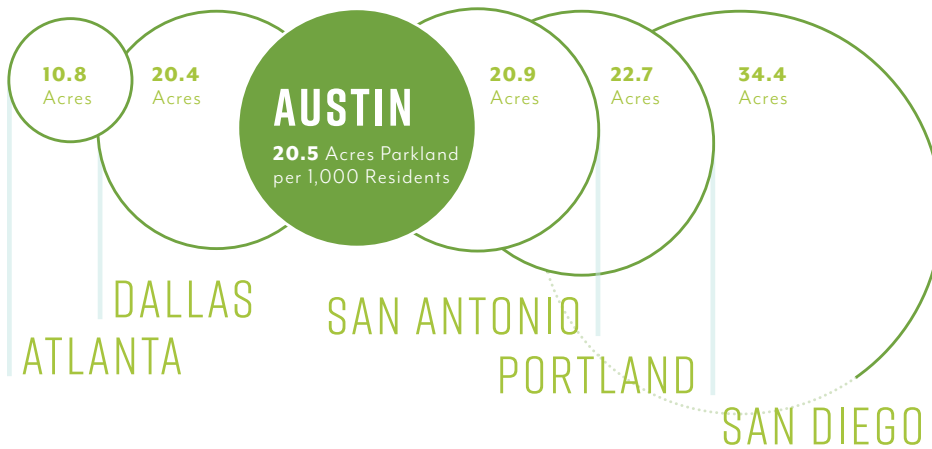 10.8
Acres
20.4
Acres
AUSTIN
20.5 Acres Parkland
per 1,000 Residents
20.9
Acres
22.7
Acres
34.4
Acres
DALLAS
ATLANTA
SAN ANTONIO
PORTLAND
SAN DIEGO